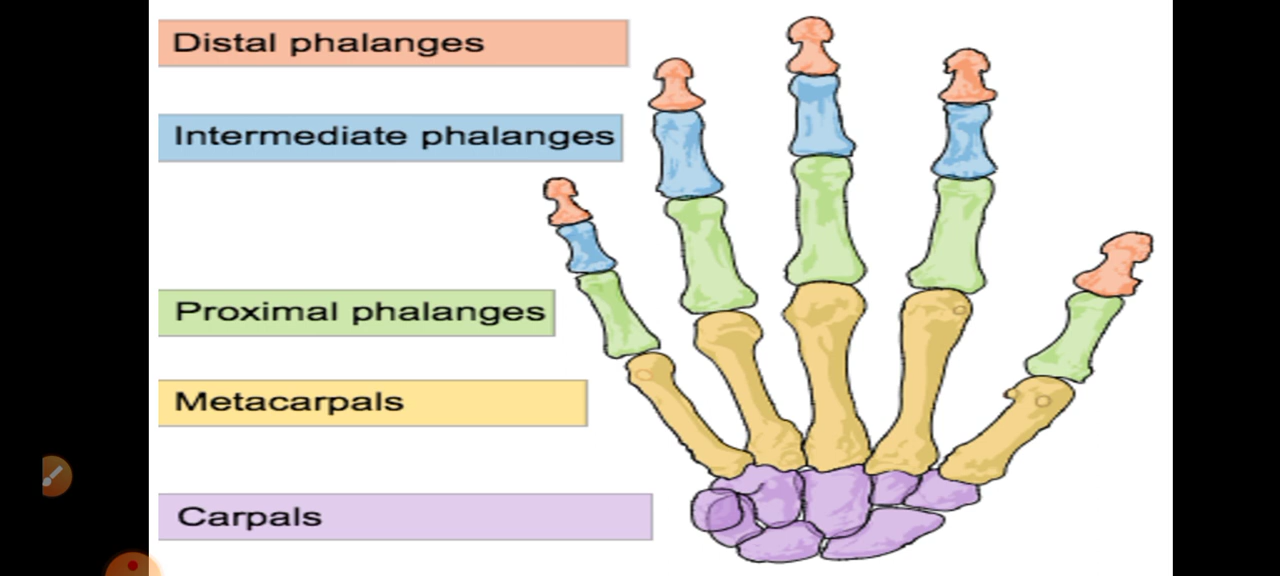 Distal phalanges
Intermediate phalanges
Proximal phalanges
Metacarpals
Carpals